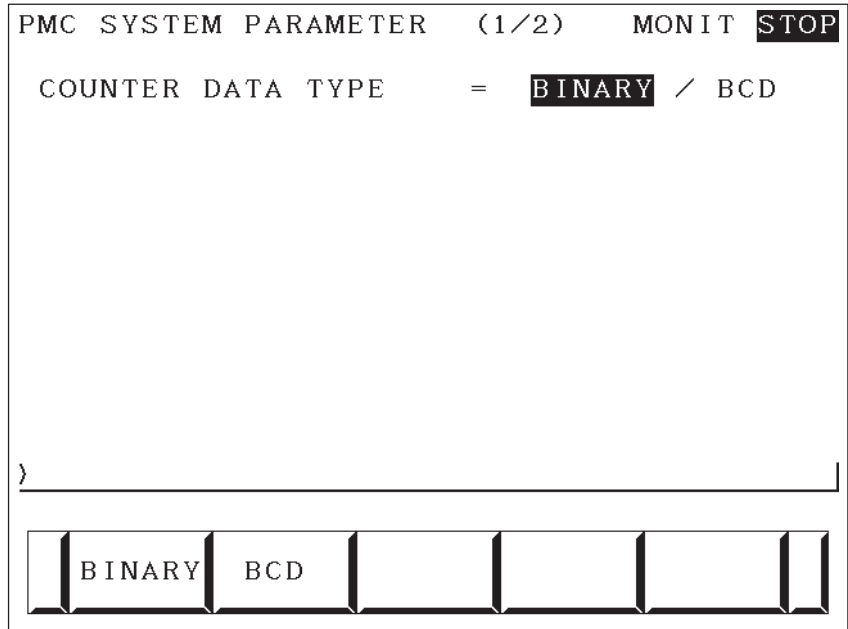 PMC SYSTEM PARAMETER (1/2) MONIT STOP
COUNTER DATA TYPE = BINARY / BCD
)
BINARY BCD